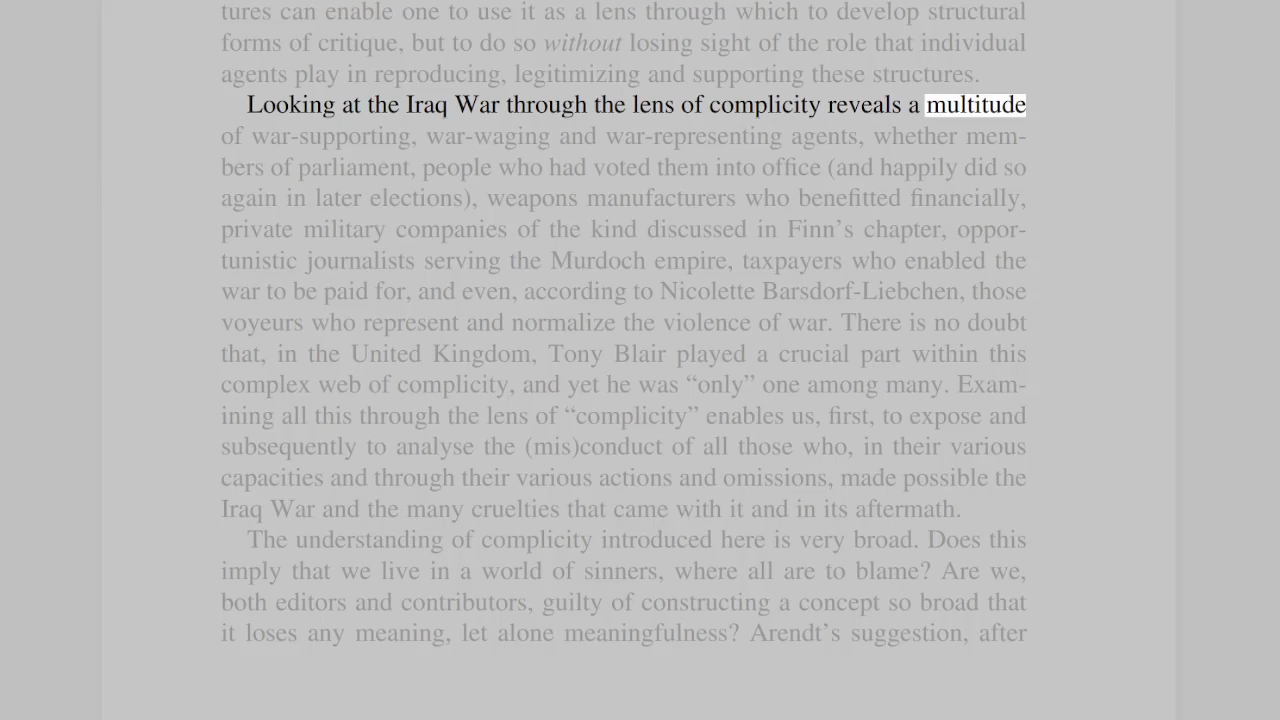 tures can enable one to use it as a lens through which to develop structural
forms of critique, but to do so without losing sight of the role that individual
agents play in reproducing, legitimizing and supporting these structures.
Looking at the Iraq War through the lens of complicity reveals a multitude
of war-supporting, war-waging and war-representing agents, whether mem-
bers of parliament, people who had voted them into office (and happily did so
again in later elections), weapons manufacturers who benefitted financially,
private military companies of the kind discussed in Finn's chapter, oppor-
tunistic journalists serving the Murdoch empire, taxpayers who enabled the
war to be paid for, and even, according to Nicolette Barsdorf-Liebchen, those
voyeurs who represent and normalize the violence of war. There is no doubt
that, in the United Kingdom, Tony Blair played a crucial part within this
complex web of complicity, and yet he was “only” one among many. Exam-
ining all this through the lens of “complicity” enables us, first, to expose and
subsequently to analyse the (mis)conduct of all those who, in their various
capacities and through their various actions and omissions, made possible the
Iraq War and the many cruelties that came with it and in its aftermath.
The understanding of complicity introduced here is very broad. Does this
imply that we live in a world of sinners, where all are to blame? Are we,
both editors and contributors, guilty of constructing a concept so broad that
it loses any meaning, let alone meaningfulness? Arendt's suggestion, after